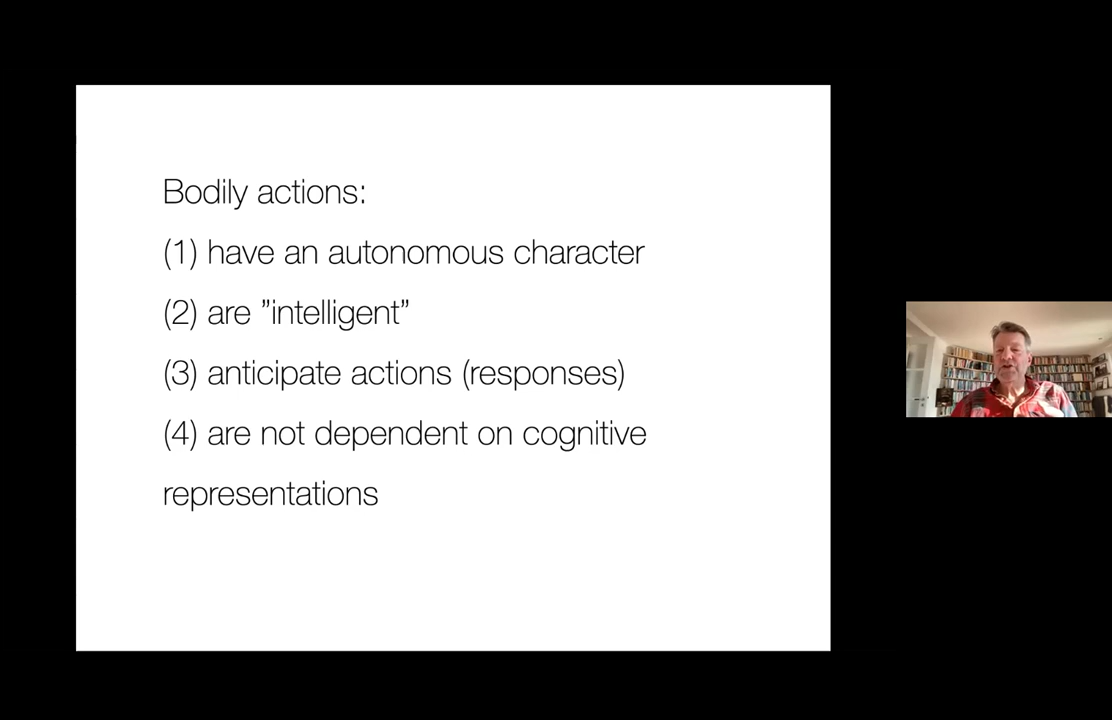 Bodily actions:
(1) have an autonomous character
(2) are ”intelligent”
(3) anticipate actions (responses)
(4) are not dependent on cognitive
representations